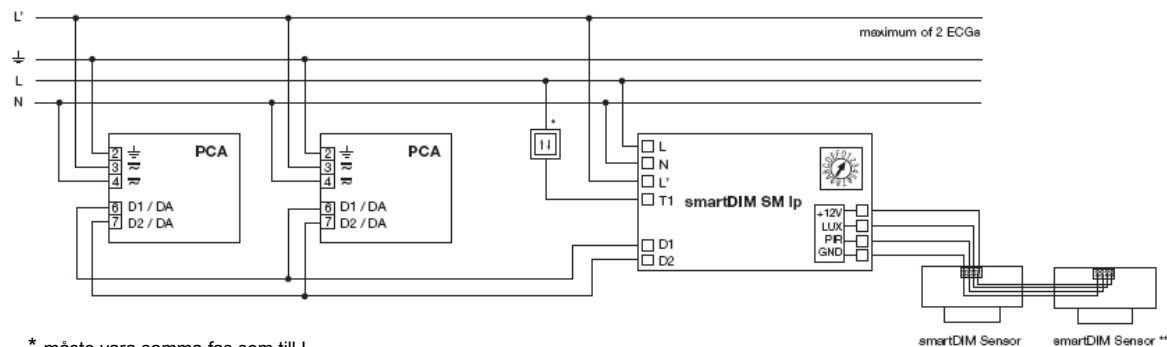 L'
maximum of 2 ECGs
⏚
L
N
*
PCA
2 ⏚
3 ≂
4 ≂
6 D1 / DA
7 D2 / DA
PCA
2 ⏚
3 ≂
4 ≂
6 D1 / DA
7 D2 / DA
L
N
L'
T1
smartDIM SM lp
D1
D2
+12V
LUX
PIR
GND
smartDIM Sensor
smartDIM Sensor **
* måste vara samma fas som till L